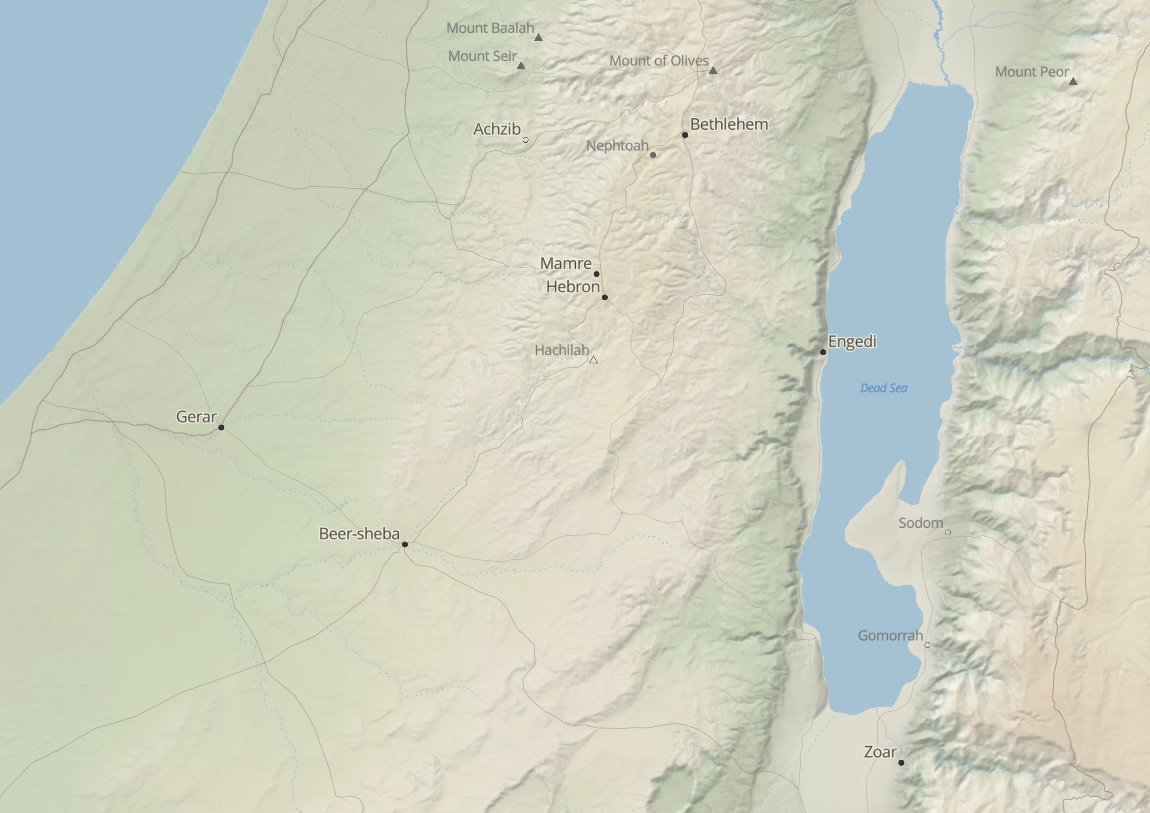 Mount Baalah
Mount Seir
Mount of Olives
Mount Peor
Achzib
Bethlehem
Nephtoah
Mamre
Hebron
Engedi
Hachilah
Dead Sea
Gerar
Sodom
Beer-sheba
Gomorrah
Zoar